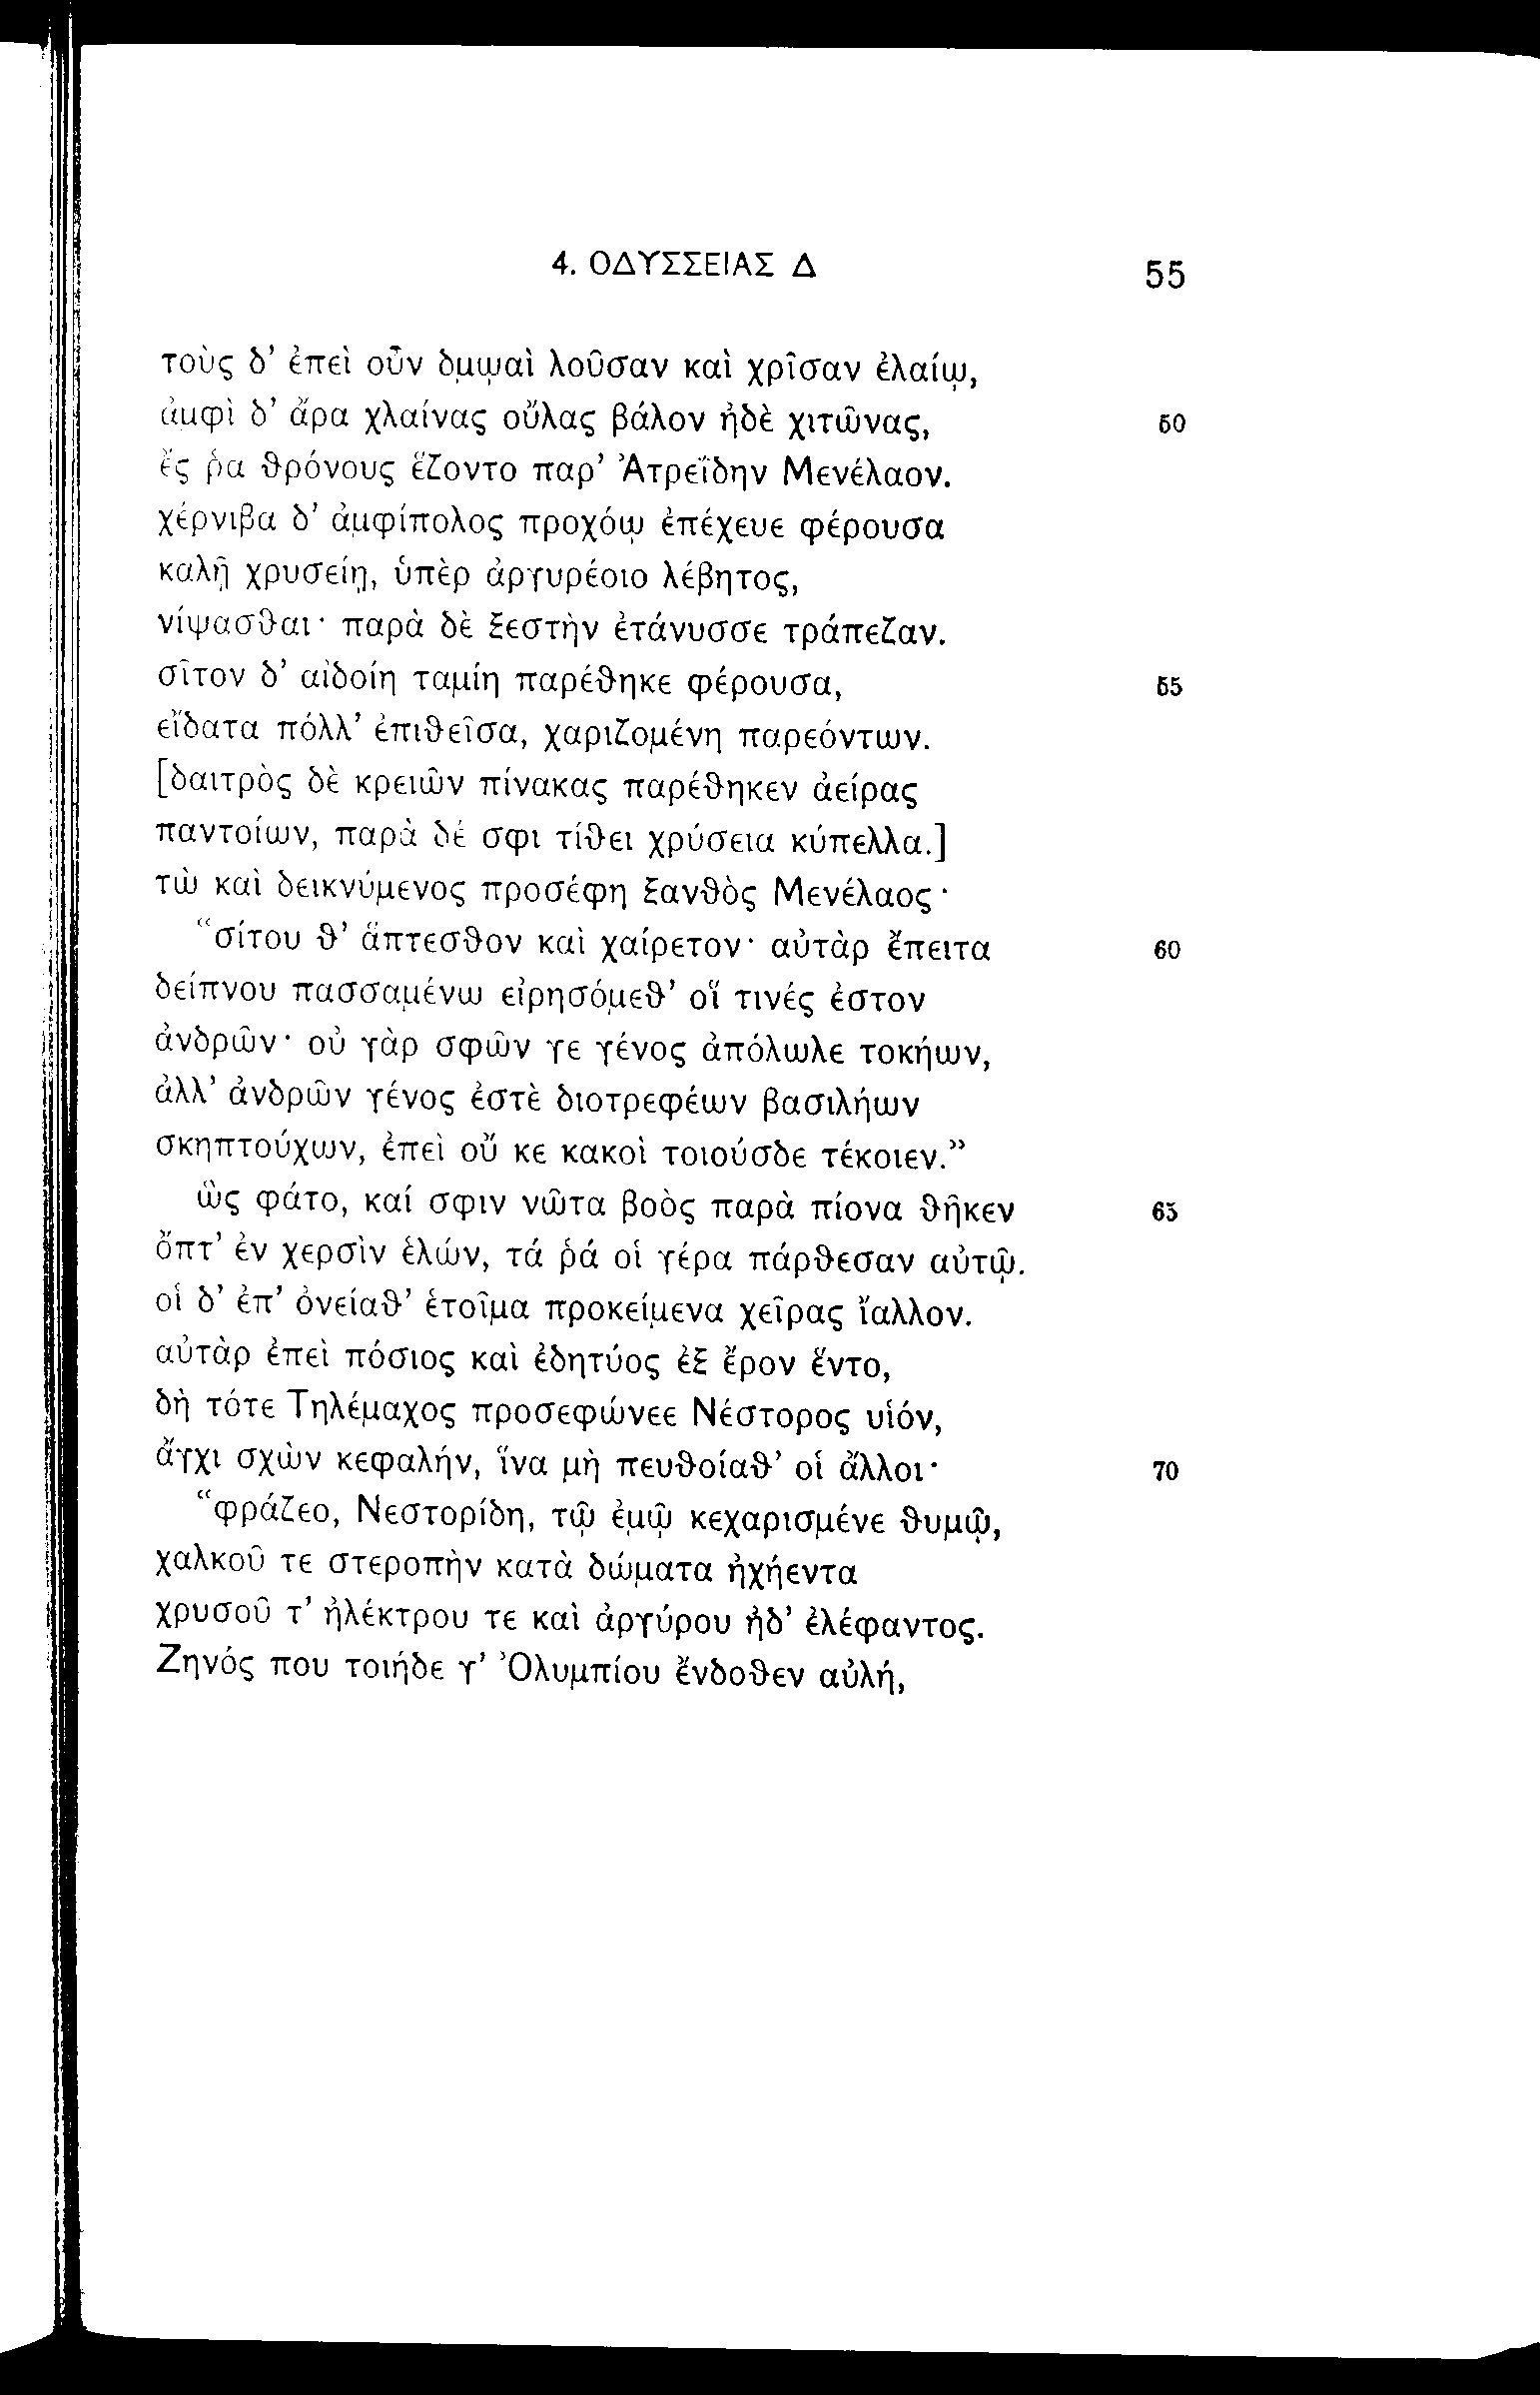 4. ΟΔΥΣΣΕΙΑΣ Δ 55
τοὺς δ’ ἐπεὶ οὖν δμῳαὶ λοῦσαν καὶ χρῖσαν ἐλαίῳ,
ἀμφὶ δ’ ἄρα χλαίνας οὔλας βάλον ἠδὲ χιτῶνας, 50
ἔς ῥα θρόνους ἕζοντο παρ’ Ἀτρεΐδην Μενέλαον.
χέρνιβα δ’ ἀμφίπολος προχόῳ ἐπέχευε φέρουσα
καλῇ χρυσείῃ, ὑπὲρ ἀργυρέοιο λέβητος,
νίψασθαι· παρὰ δὲ ξεστὴν ἐτάνυσσε τράπεζαν.
σῖτον δ’ αἰδοίη ταμίη παρέθηκε φέρουσα, 55
εἴδατα πόλλ’ ἐπιθεῖσα, χαριζομένη παρεόντων.
[δαιτρὸς δὲ κρειῶν πίνακας παρέθηκεν ἀείρας
παντοίων, παρὰ δέ σφι τίθει χρύσεια κύπελλα.]
τὼ καὶ δεικνύμενος προσέφη ξανθὸς Μενέλαος·
“σίτου θ’ ἅπτεσθον καὶ χαίρετον· αὐτὰρ ἔπειτα 60
δείπνου πασσαμένω εἰρησόμεθ’ οἵ τινές ἐστον
ἀνδρῶν· οὐ γὰρ σφῶν γε γένος ἀπόλωλε τοκήων,
ἀλλ’ ἀνδρῶν γένος ἐστὲ διοτρεφέων βασιλήων
σκηπτούχων, ἐπεὶ οὔ κε κακοὶ τοιούσδε τέκοιεν.”
ὣς φάτο, καί σφιν νῶτα βοὸς παρὰ πίονα θῆκεν 65
ὄπτ’ ἐν χερσὶν ἑλών, τά ῥά οἱ γέρα πάρθεσαν αὐτῷ.
οἱ δ’ ἐπ’ ὀνείαθ’ ἑτοῖμα προκείμενα χεῖρας ἴαλλον.
αὐτὰρ ἐπεὶ πόσιος καὶ ἐδητύος ἐξ ἔρον ἕντο,
δὴ τότε Τηλέμαχος προσεφώνεε Νέστορος υἱόν,
ἄγχι σχὼν κεφαλήν, ἵνα μὴ πευθοίαθ’ οἱ ἄλλοι· 70
“φράζεο, Νεστορίδη, τῷ ἐμῷ κεχαρισμένε θυμῷ,
χαλκοῦ τε στεροπὴν κατὰ δώματα ἠχήεντα
χρυσοῦ τ’ ἠλέκτρου τε καὶ ἀργύρου ἠδ’ ἐλέφαντος.
Ζηνός που τοιήδε γ’ Ὀλυμπίου ἔνδοθεν αὐλή,